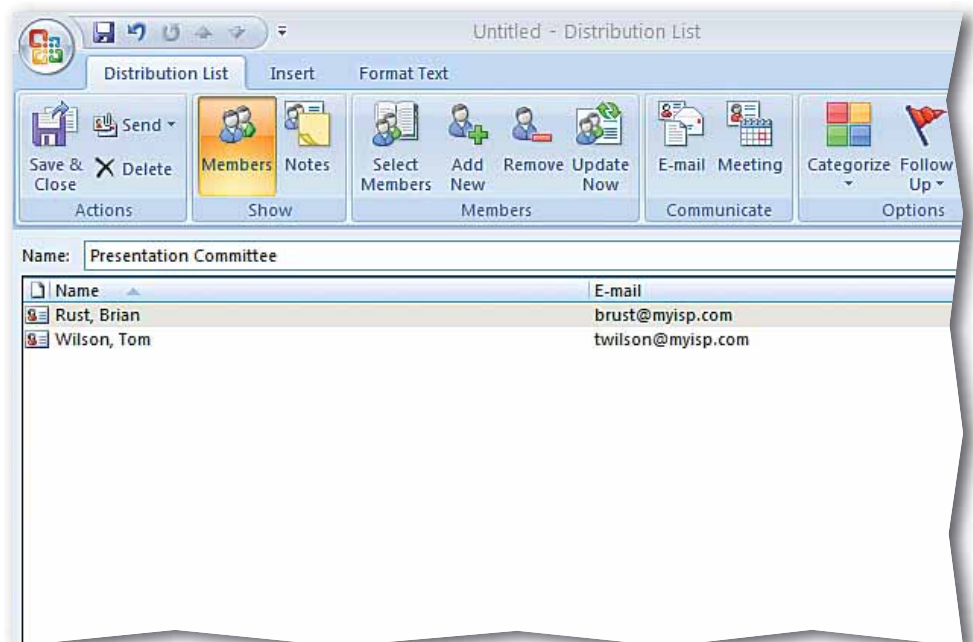 Untitled - Distribution List
Distribution List Insert Format Text
Save & Close Send Delete Members Notes Select Members Add New Remove Update Now E-mail Meeting Categorize Follow Up
Actions Show Members Communicate Options
Name: Presentation Committee
Name E-mail
Rust, Brian brust@myisp.com
Wilson, Tom twilson@myisp.com